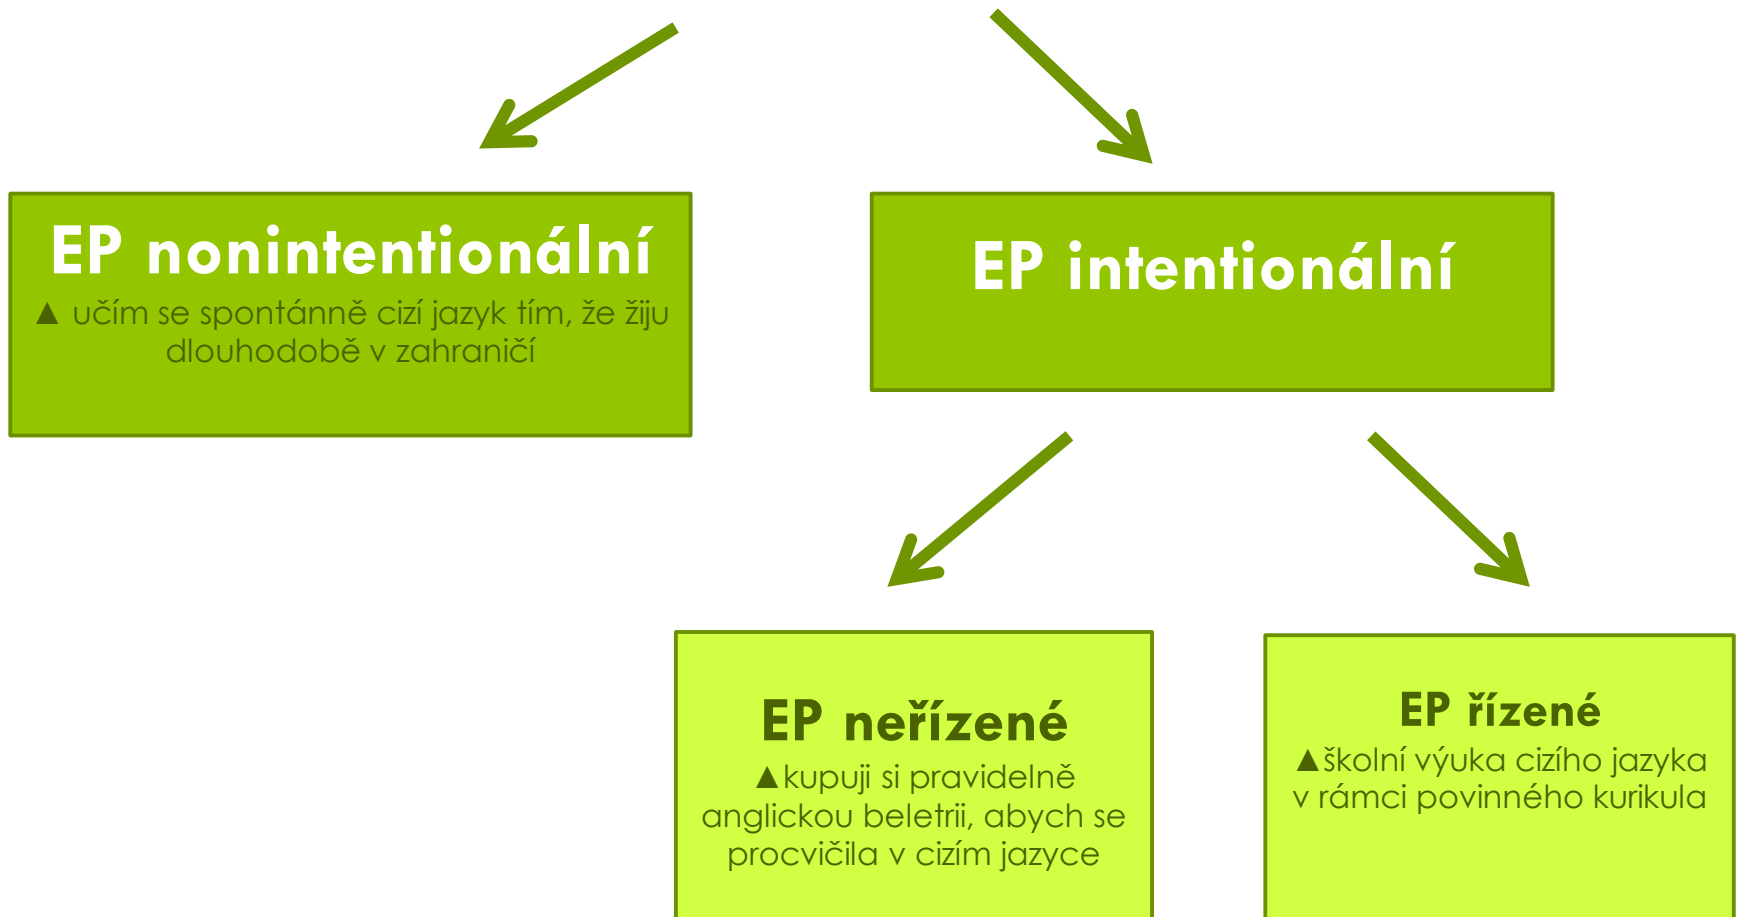 EP nonintentionální
▲ učím se spontánně cizí jazyk tím, že žiju
dlouhodobě v zahraničí
EP intentionální
EP neřízené
▲kupuji si pravidelně
anglickou beletrii, abych se
procvičila v cizím jazyce
EP řízené
▲školní výuka cizího jazyka
v rámci povinného kurikula